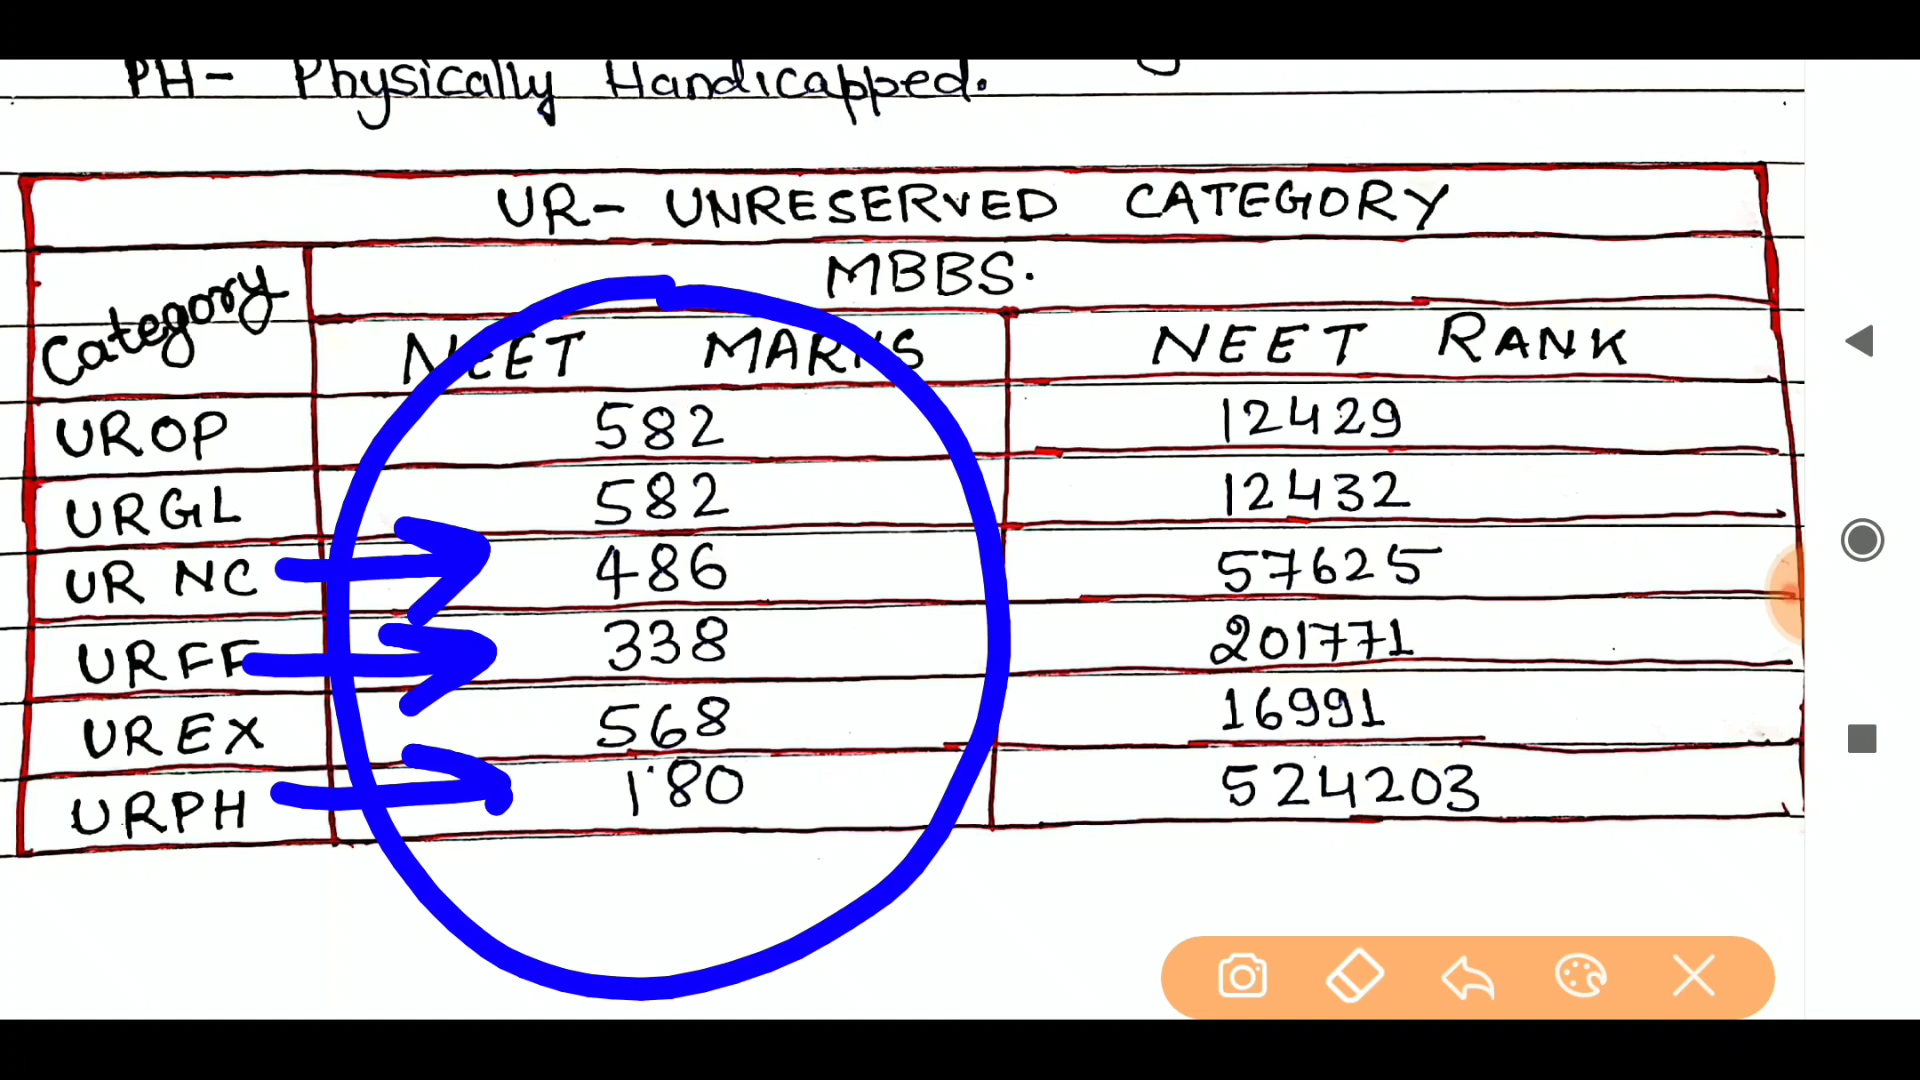 PH- Physically Handicapped.
UR- UNRESERVED CATEGORY
Category MBBS.
NEET MARKS NEET RANK
UROP 582 12429
URGL 582 12432
UR NC 486 57625
URFF 338 201771
UREX 568 16991
URPH 180 524203